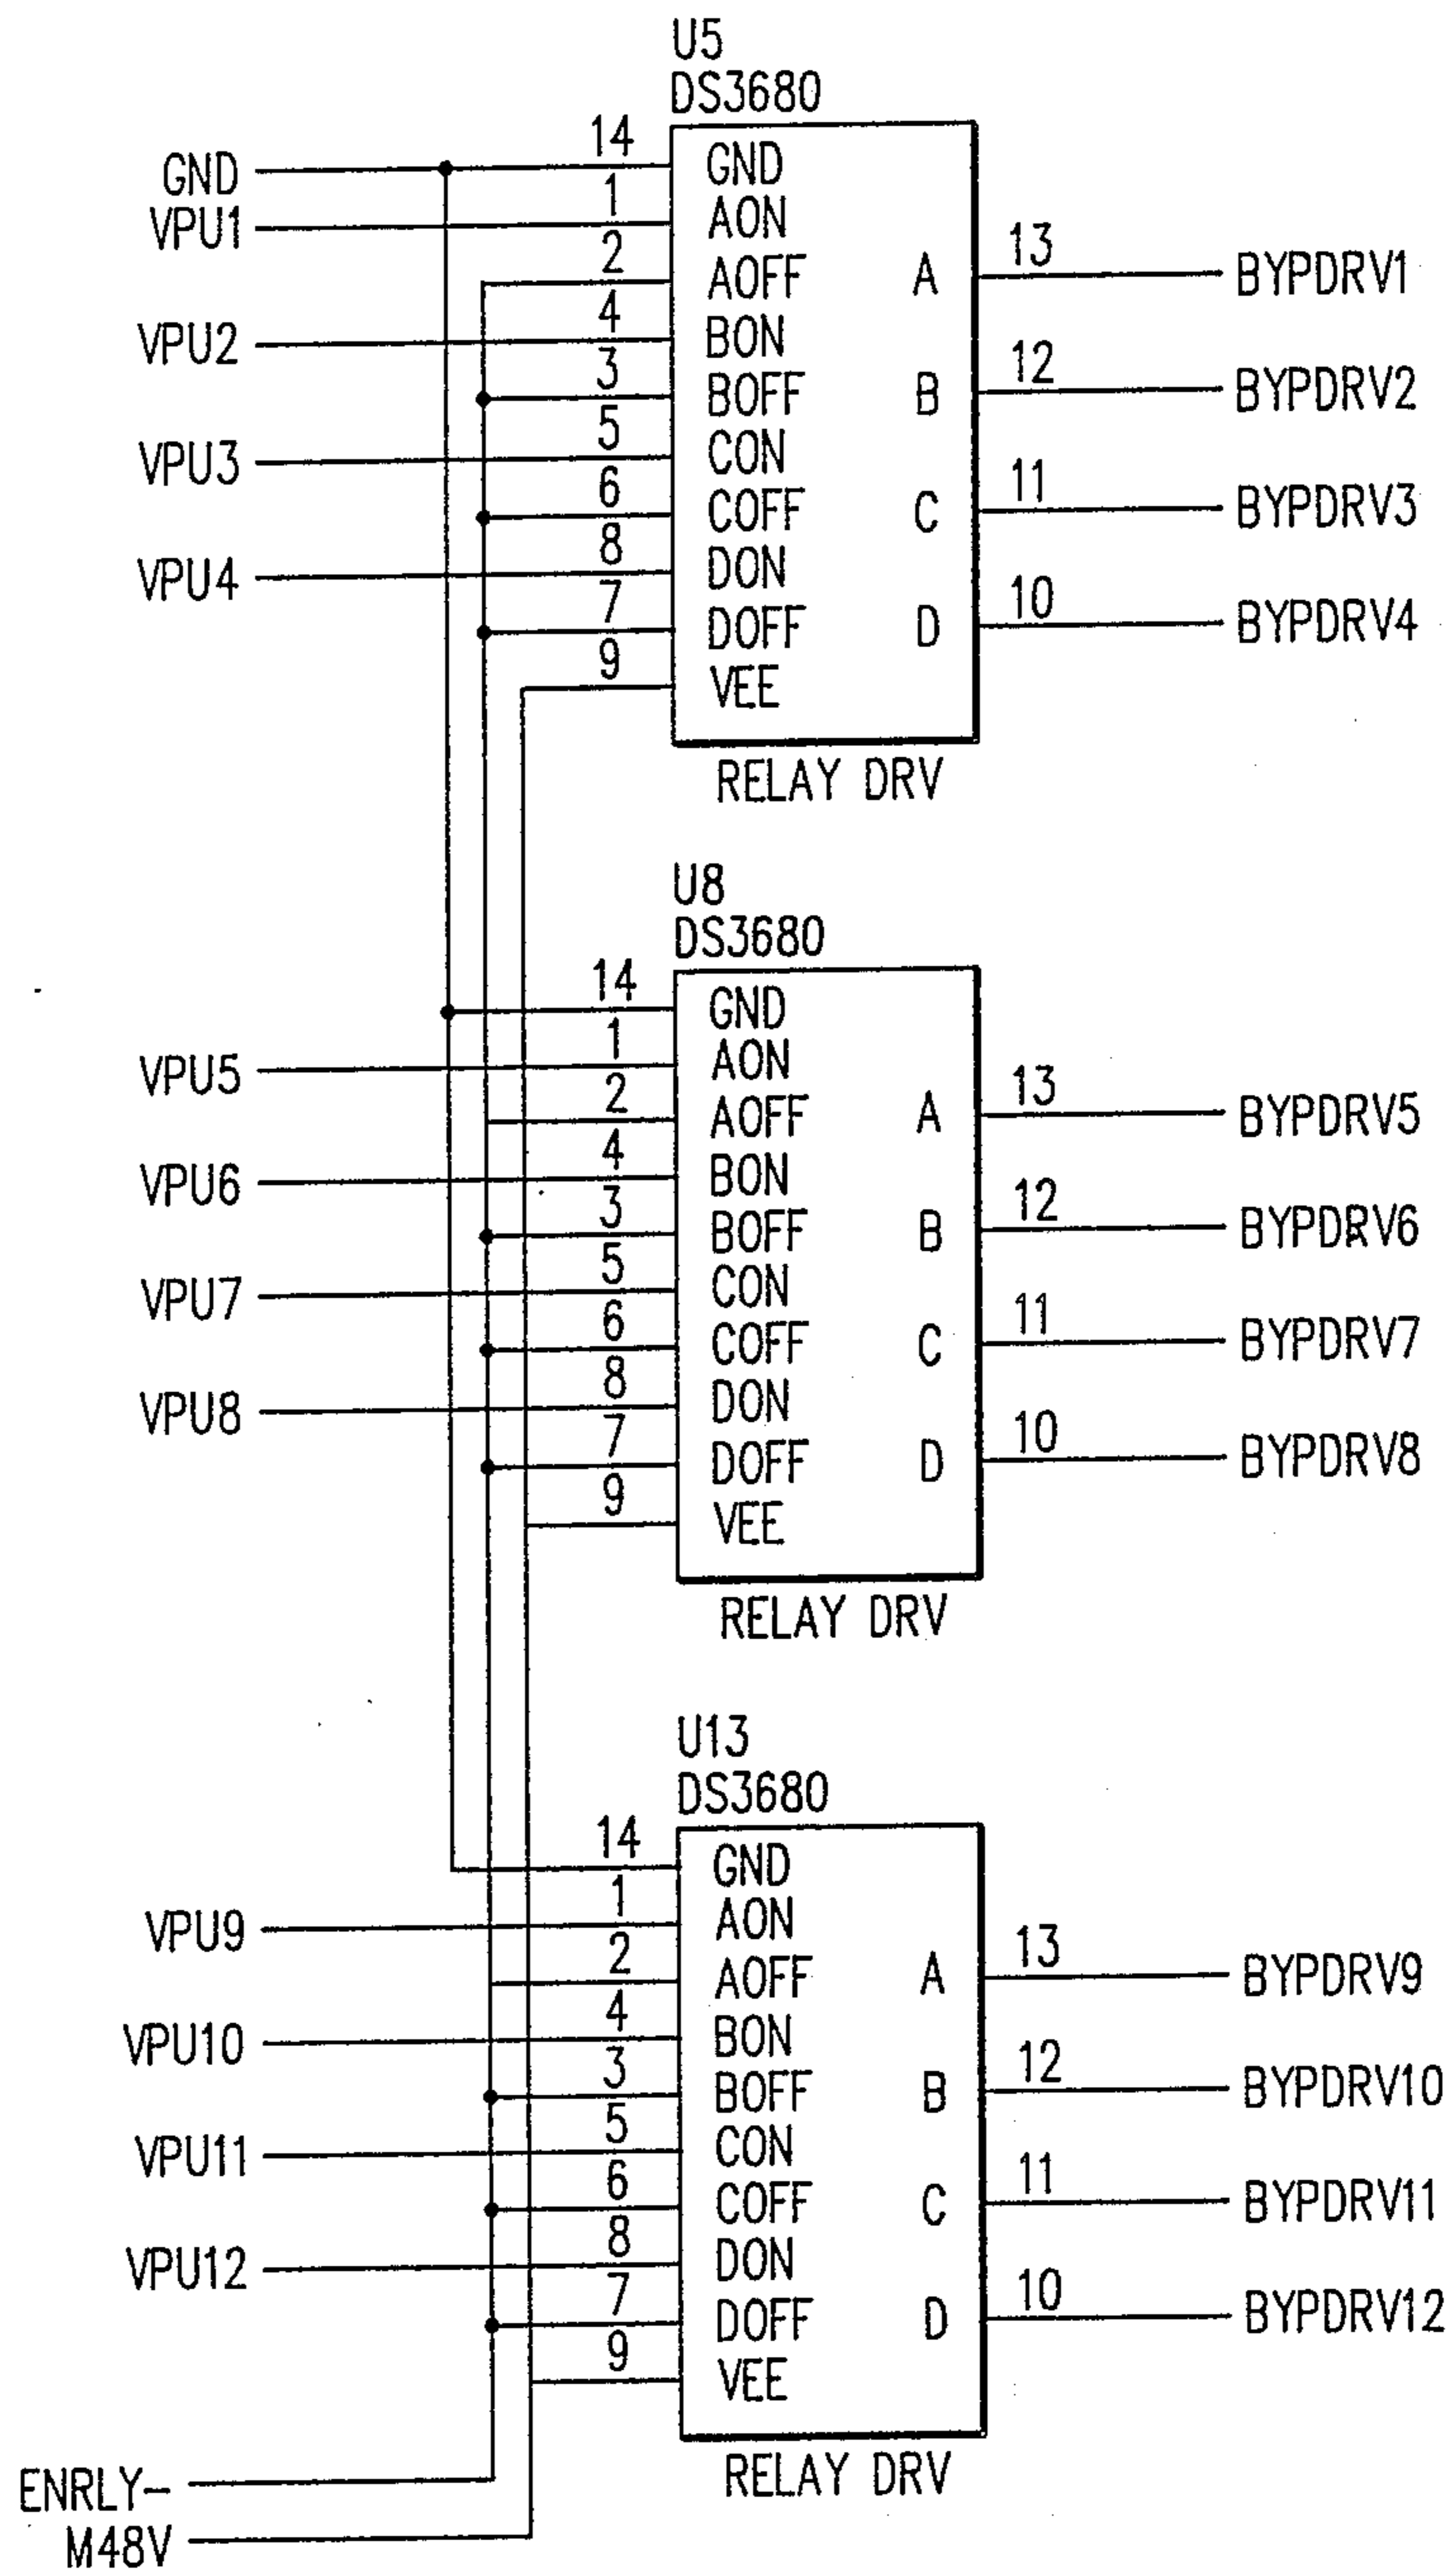 U5
DS3680
GND 14 GND
VPU1 1 AON
2 AOFF A 13 BYPDRV1
VPU2 4 BON
3 BOFF B 12 BYPDRV2
VPU3 5 CON
6 COFF C 11 BYPDRV3
VPU4 8 DON
7 DOFF D 10 BYPDRV4
9 VEE
RELAY DRV
U8
DS3680
14 GND
VPU5 1 AON
2 AOFF A 13 BYPDRV5
VPU6 4 BON
3 BOFF B 12 BYPDRV6
VPU7 5 CON
6 COFF C 11 BYPDRV7
VPU8 8 DON
7 DOFF D 10 BYPDRV8
9 VEE
RELAY DRV
U13
DS3680
14 GND
VPU9 1 AON
2 AOFF A 13 BYPDRV9
VPU10 4 BON
3 BOFF B 12 BYPDRV10
VPU11 5 CON
6 COFF C 11 BYPDRV11
VPU12 8 DON
7 DOFF D 10 BYPDRV12
9 VEE
RELAY DRV
ENRLY-
M48V